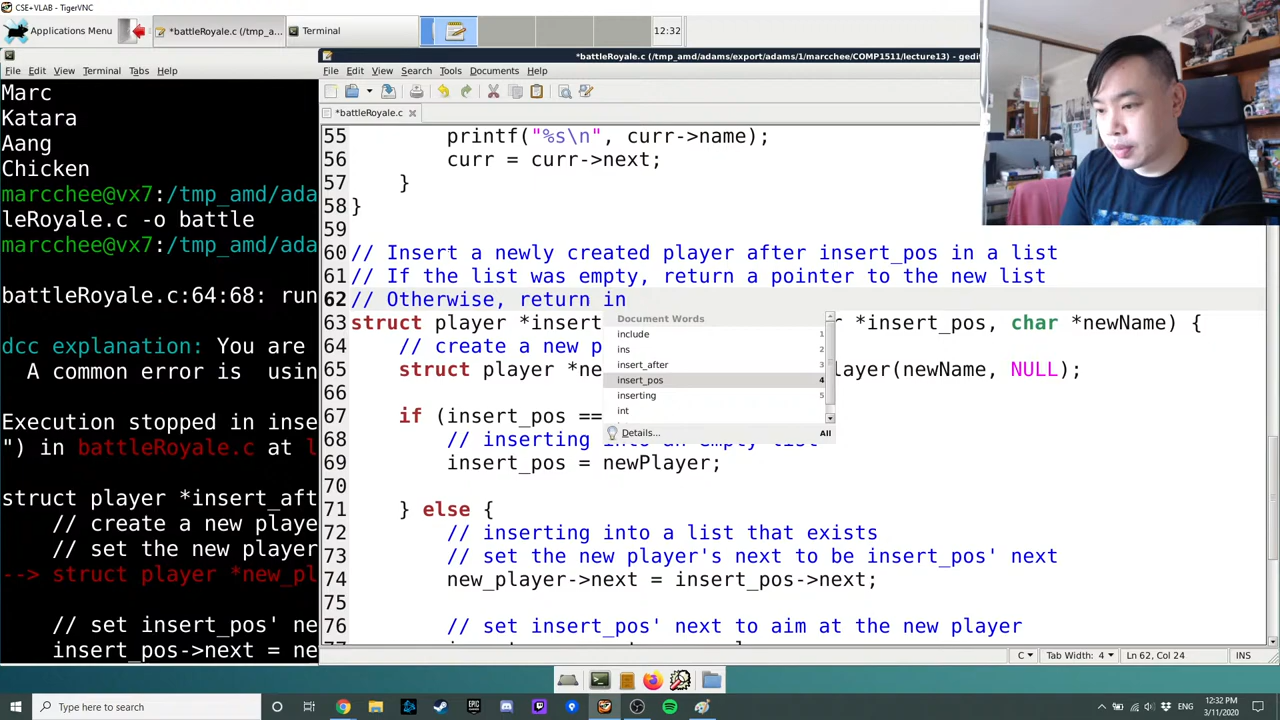 CSE+VLAB - TigerVNC
Applications Menu
*battleRoyale.c (/tmp_a...
Terminal
12:32
*battleRoyale.c (/tmp_amd/adams/export/adams/1/marcchee/COMP1511/lecture13) - gedit
File Edit View Terminal Tabs Help
File Edit View Search Tools Documents Help
*battleRoyale.c
Marc
Katara
Aang
Chicken
marcchee@vx7:/tmp_amd/ada
leRoyale.c -o battle
marcchee@vx7:/tmp_amd/ada
battleRoyale.c:64:68: run
dcc explanation: You are
A common error is usin
Execution stopped in inse
") in battleRoyale.c at l
struct player *insert_aft
// create a new playe
// set the new player
--> struct player *new_pl
// set insert_pos' ne
insert_pos->next = ne
55 printf("%s\n", curr->name);
56 curr = curr->next;
57 }
58 }
59
60 // Insert a newly created player after insert_pos in a list
61 // If the list was empty, return a pointer to the new list
62 // Otherwise, return in
63 struct player *insert *insert_pos, char *newName) {
64 // create a new p
65 struct player *ne layer(newName, NULL);
66
67 if (insert_pos ==
68 // inserting into an empty list
69 insert_pos = newPlayer;
70
71 } else {
72 // inserting into a list that exists
73 // set the new player's next to be insert_pos' next
74 new_player->next = insert_pos->next;
75
76 // set insert_pos' next to aim at the new player
77
Document Words
include 1
ins 2
insert_after 3
insert_pos 4
inserting 5
int
Details... All
C Tab Width: 4 Ln 62, Col 24 INS
Type here to search
ENG
12:32 PM
3/11/2020